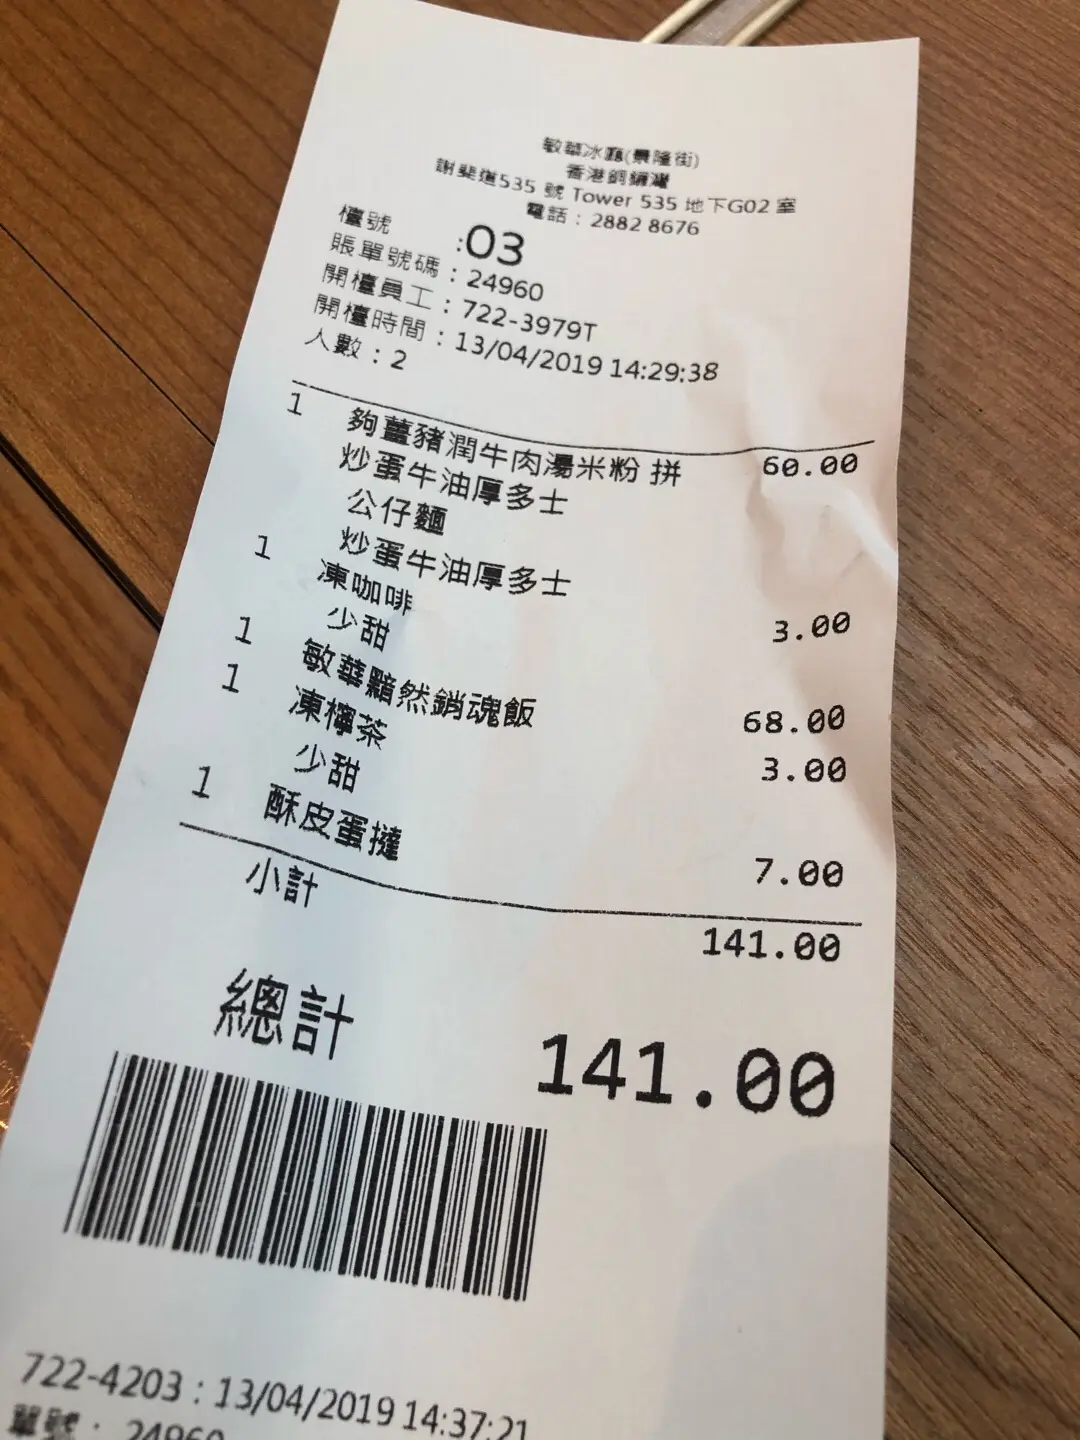 敏華冰廳(景隆街)
香港銅鑼灣
謝斐道535 號 Tower 535 地下G02 室
電話：2882 8676
檯號 :03
賬單號碼：24960
開檯員工：722-3979T
開檯時間：13/04/2019 14:29:38
人數：2
1 夠薑豬潤牛肉湯米粉 拼 60.00
炒蛋牛油厚多士
公仔麵
炒蛋牛油厚多士
1 凍咖啡 3.00
少甜
1 敏華黯然銷魂飯 68.00
1 凍檸茶 3.00
少甜
1 酥皮蛋撻 7.00
小計 141.00
總計 141.00
722-4203 : 13/04/2019 14:37:21
單號： 24960